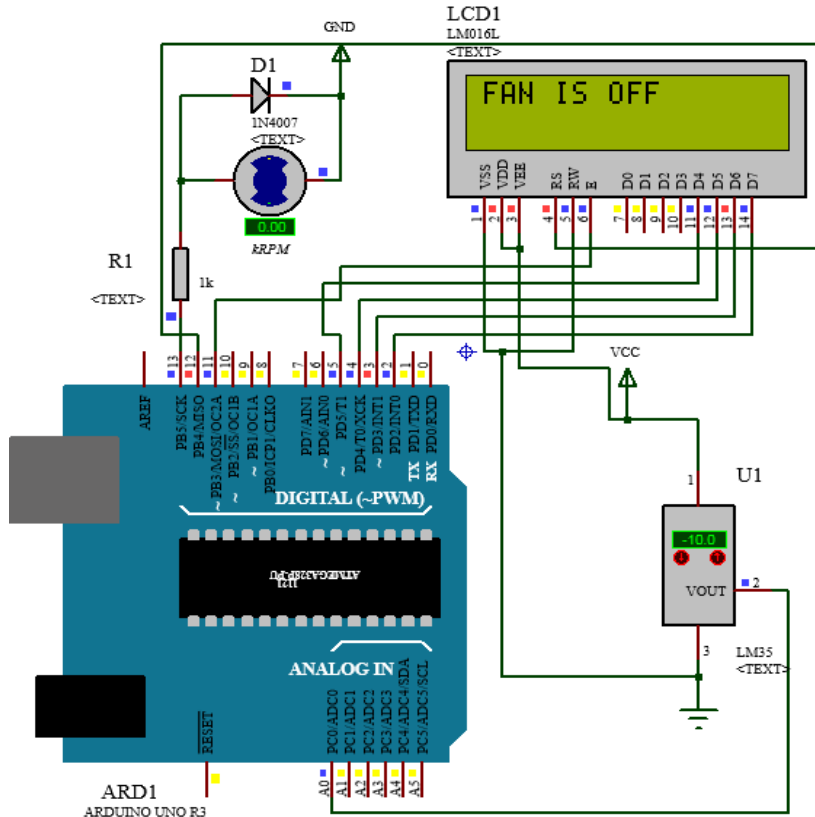 LCD1
LM016L
<TEXT>
GND
FAN IS OFF
D1
1N4007
<TEXT>
VSS
VDD
VEE
RS
RW
E
D0
D1
D2
D3
D4
D5
D6
D7
1
2
3
4
5
6
7
8
9
10
11
12
13
14
0.00
kRPM
R1
1k
<TEXT>
VCC
13
12
11
10
9
8
7
6
5
4
3
2
1
0
AREF
PB5/SCK
PB4/MISO
~PB3/MOSI/OC2A
~ PB2/SS/OC1B
~ PB1/OC1A
PB0/ICP1/CLKO
PD7/AIN1
~ PD6/AIN0
~ PD5/T1
PD4/T0/XCK
~ PD3/INT1
PD2/INT0
TX PD1/TXD
RX PD0/RXD
DIGITAL (~PWM)
U1
1
-10.0
VOUT
2
3
LM35
<TEXT>
ATMEGA328P-PU
1121
ANALOG IN
RESET
PC0/ADC0
PC1/ADC1
PC2/ADC2
PC3/ADC3
PC4/ADC4/SDA
PC5/ADC5/SCL
A0
A1
A2
A3
A4
A5
ARD1
ARDUINO UNO R3